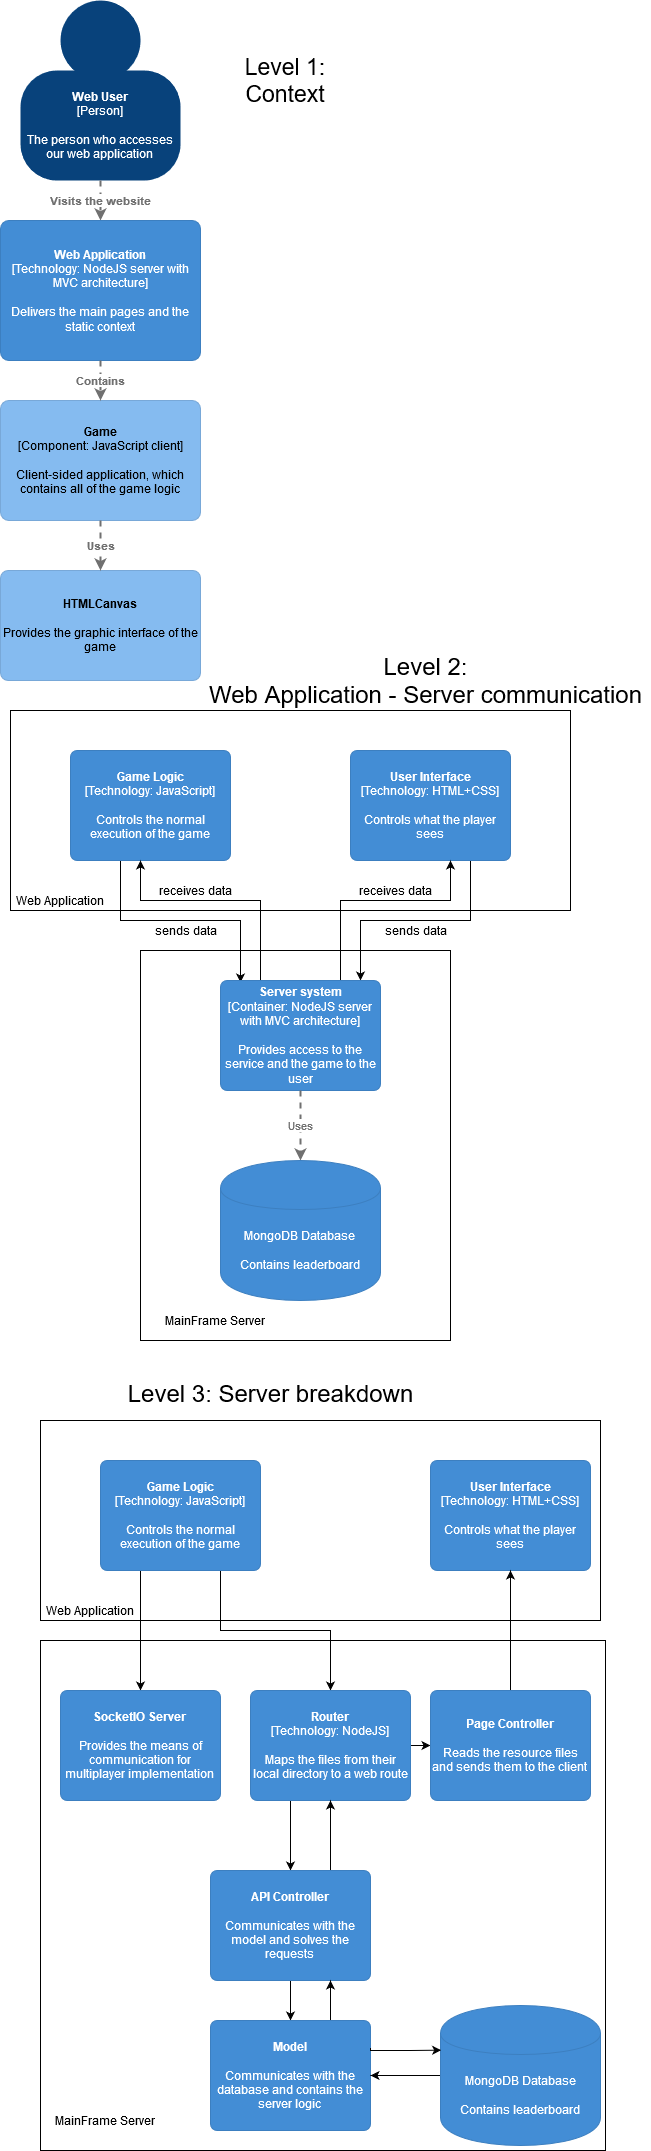 Level 1:
Context
Web User
[Person]
The person who accesses
our web application
Visits the website
Web Application
[Technology: NodeJS server with
MVC architecture]
Delivers the main pages and the
static context
Contains
Game
[Component: JavaScript client]
Client-sided application, which
contains all of the game logic
Uses
HTMLCanvas
Provides the graphic interface of the
game
Level 2:
Web Application - Server communication
Game Logic
[Technology: JavaScript]
Controls the normal
execution of the game
User Interface
[Technology: HTML+CSS]
Controls what the player
sees
receives data
receives data
Web Application
sends data
sends data
Server system
[Container: NodeJS server
with MVC architecture]
Provides access to the
service and the game to the
user
Uses
MongoDB Database
Contains leaderboard
MainFrame Server
Level 3: Server breakdown
Game Logic
[Technology: JavaScript]
Controls the normal
execution of the game
User Interface
[Technology: HTML+CSS]
Controls what the player
sees
Web Application
SocketIO Server
Provides the means of
communication for
multiplayer implementation
Router
[Technology: NodeJS]
Maps the files from their
local directory to a web route
Page Controller
Reads the resource files
and sends them to the client
API Controller
Communicates with the
model and solves the
requests
Model
Communicates with the
database and contains the
server logic
MongoDB Database
Contains leaderboard
MainFrame Server